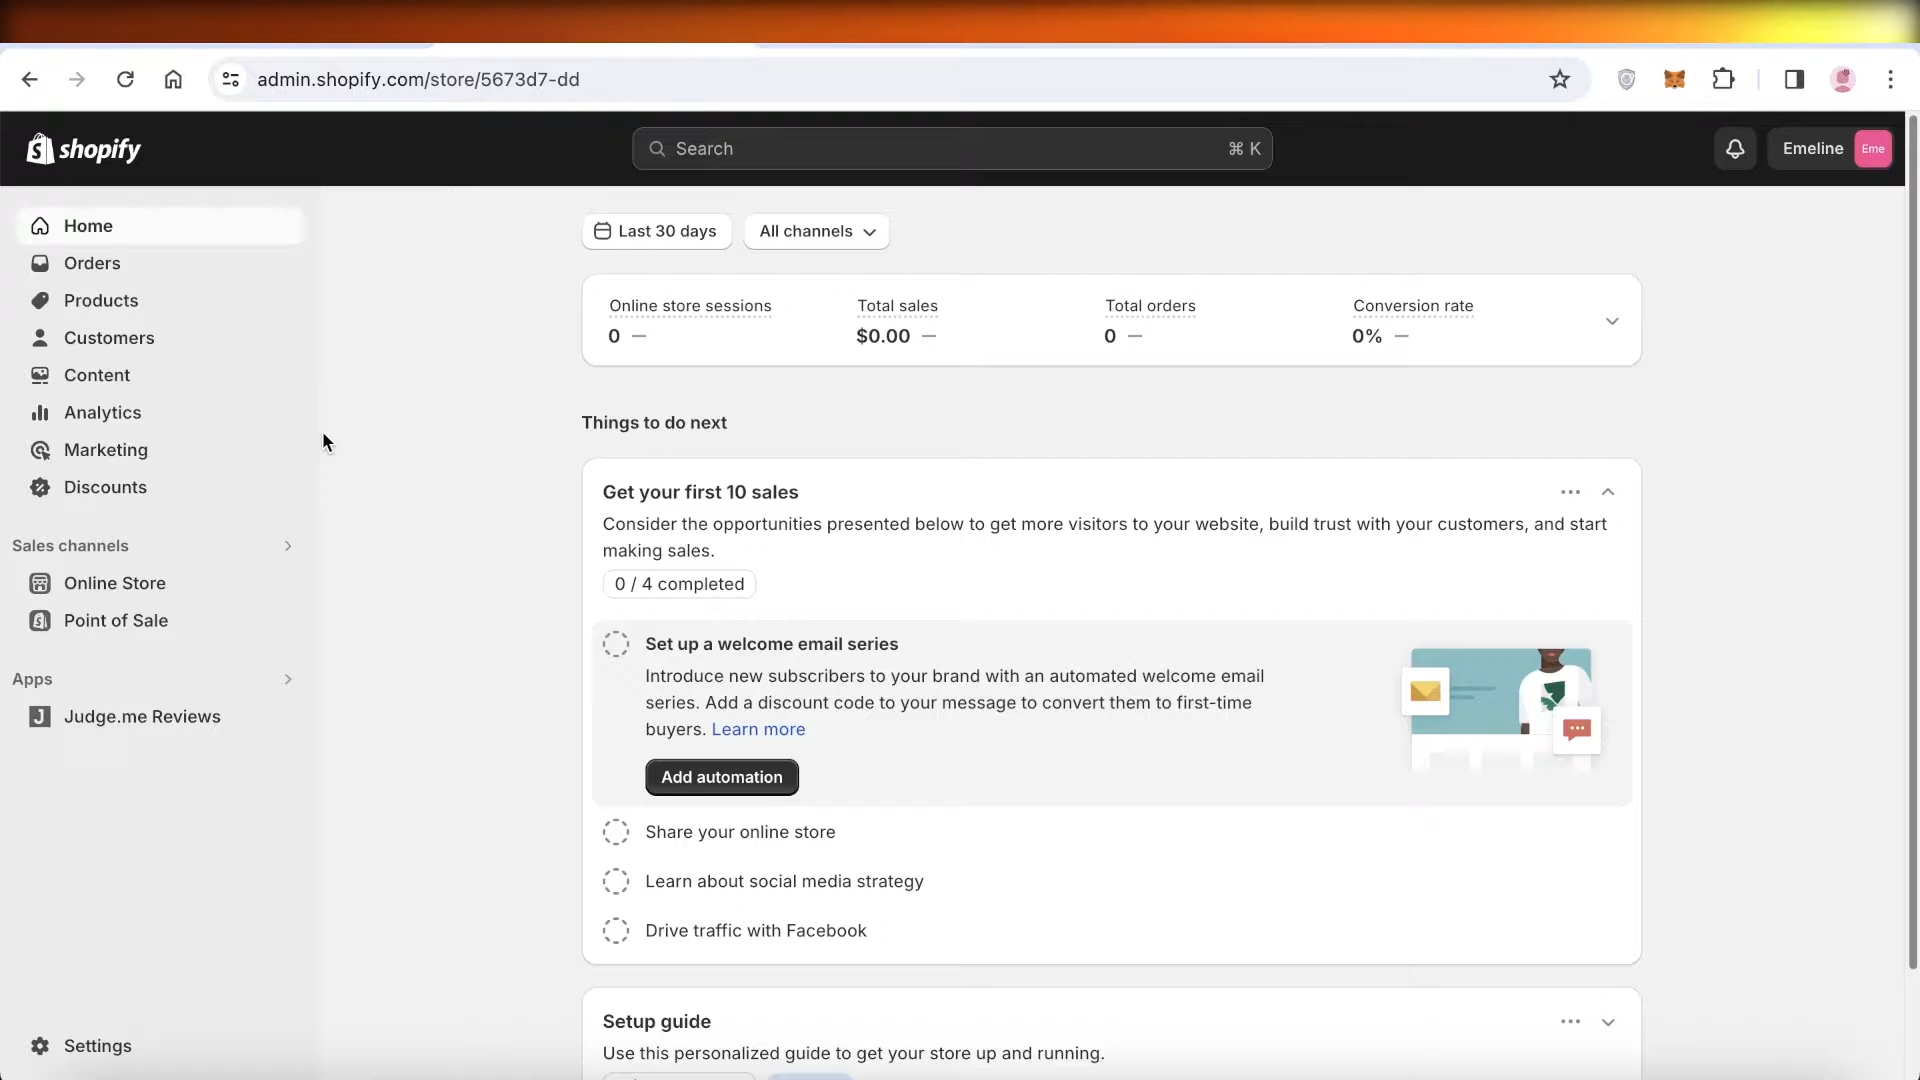 admin.shopify.com/store/5673d7-dd
shopify
Search
⌘ K
Emeline
Eme
Home
Orders
Products
Customers
Content
Analytics
Marketing
Discounts
Sales channels
Online Store
Point of Sale
Apps
Judge.me Reviews
Settings
Last 30 days
All channels
Online store sessions
0 —
Total sales
$0.00 —
Total orders
0 —
Conversion rate
0% —
Things to do next
Get your first 10 sales
Consider the opportunities presented below to get more visitors to your website, build trust with your customers, and start
making sales.
0 / 4 completed
Set up a welcome email series
Introduce new subscribers to your brand with an automated welcome email
series. Add a discount code to your message to convert them to first-time
buyers. Learn more
Add automation
Share your online store
Learn about social media strategy
Drive traffic with Facebook
Setup guide
Use this personalized guide to get your store up and running.